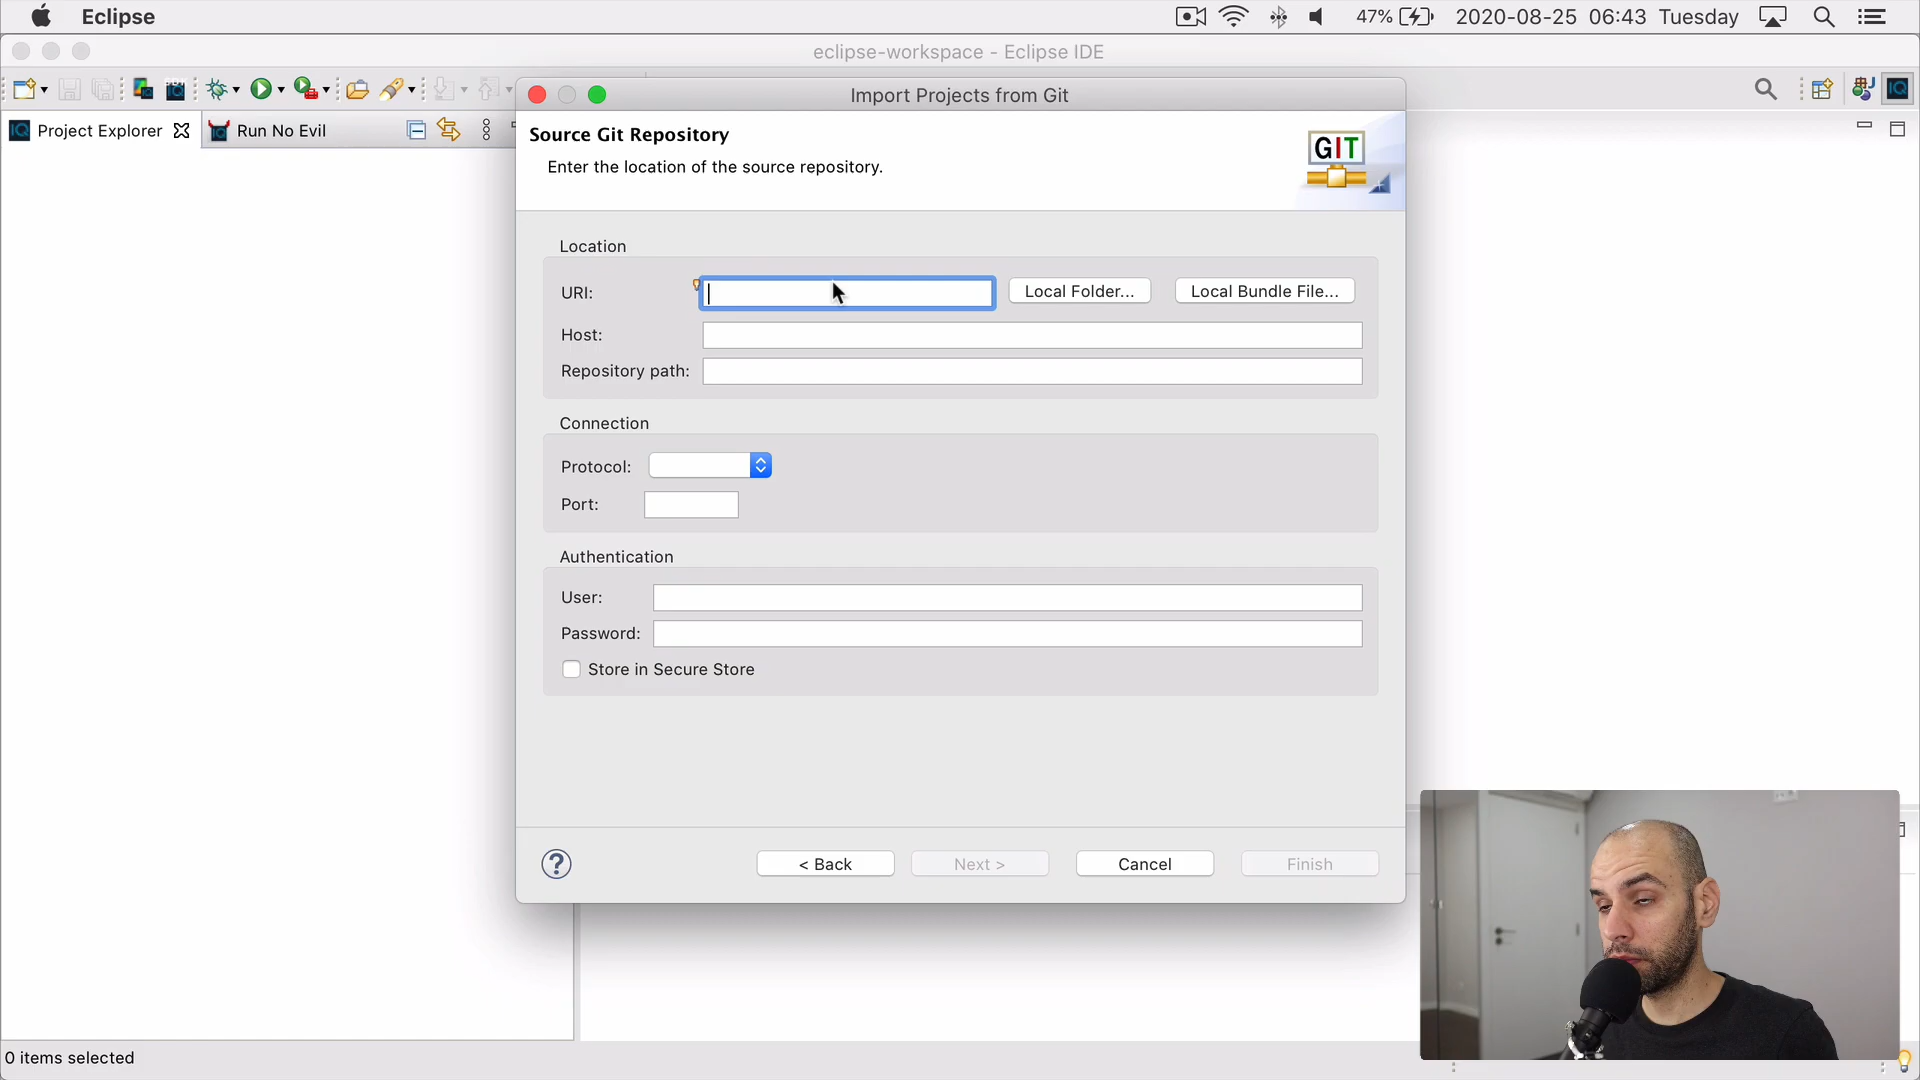 Eclipse
47% 2020-08-25 06:43 Tuesday
eclipse-workspace - Eclipse IDE
Import Projects from Git
Project Explorer
Run No Evil
Source Git Repository
Enter the location of the source repository.
GIT
Location
URI:
Local Folder...
Local Bundle File...
Host:
Repository path:
Connection
Protocol:
Port:
Authentication
User:
Password:
Store in Secure Store
?
< Back
Next >
Cancel
Finish
0 items selected